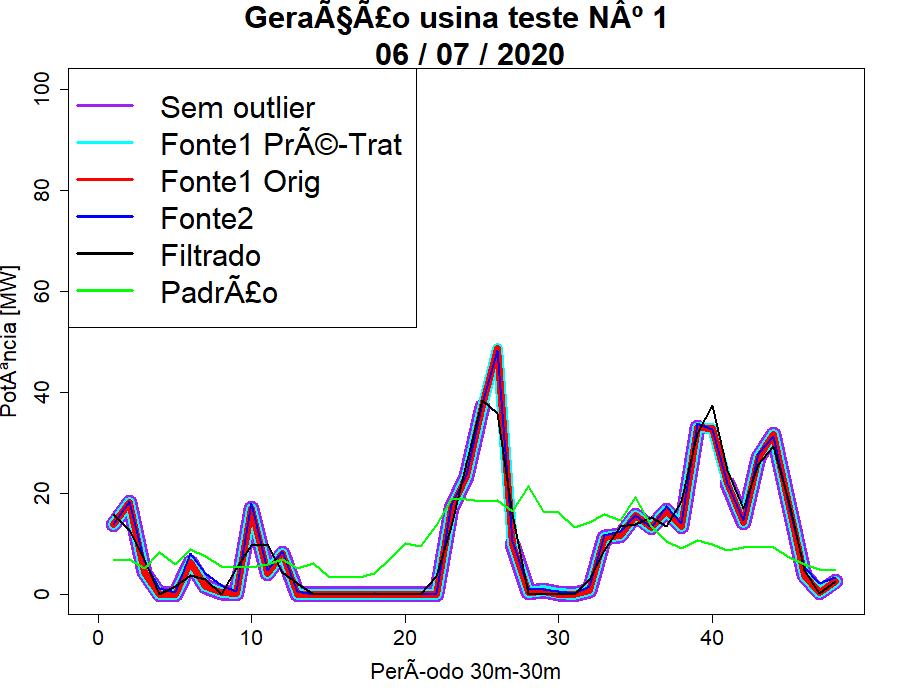 GeraÃ§Ã£o usina teste NÂº 1
06 / 07 / 2020
Sem outlier
Fonte1 PrÃ©-Trat
Fonte1 Orig
Fonte2
Filtrado
PadrÃ£o
PotÃªncia [MW]
100
80
60
40
20
0
0
10
20
30
40
PerÃ­odo 30m-30m